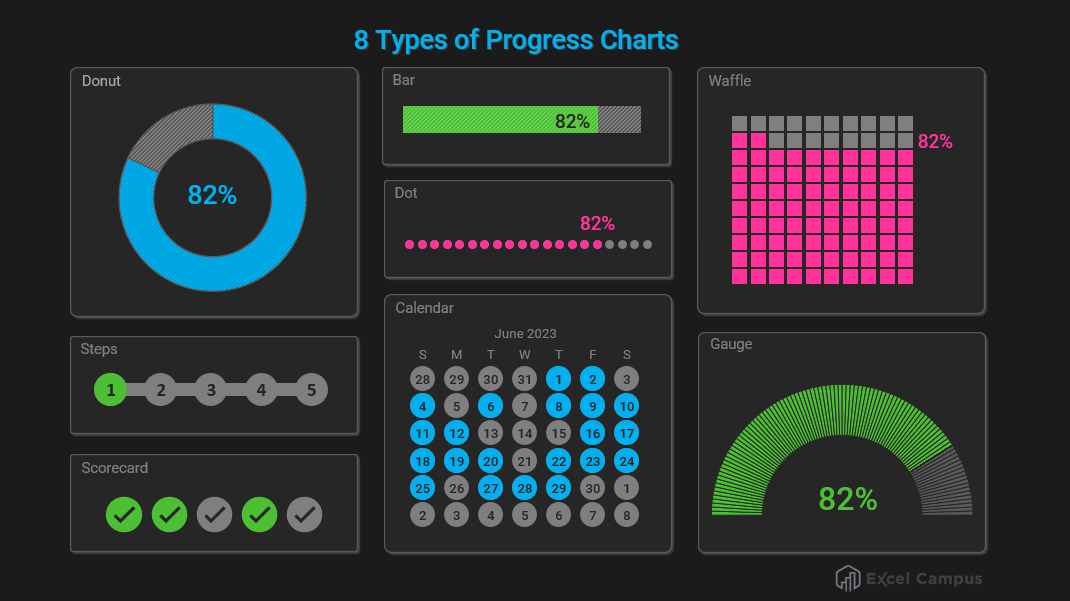 8 Types of Progress Charts
Donut
82%
Bar
82%
Waffle
82%
Dot
82%
Steps
1 2 3 4 5
Scorecard
Calendar
June 2023
S M T W T F S
28 29 30 31 1 2 3
4 5 6 7 8 9 10
11 12 13 14 15 16 17
18 19 20 21 22 23 24
25 26 27 28 29 30 1
2 3 4 5 6 7 8
Gauge
82%
Excel Campus